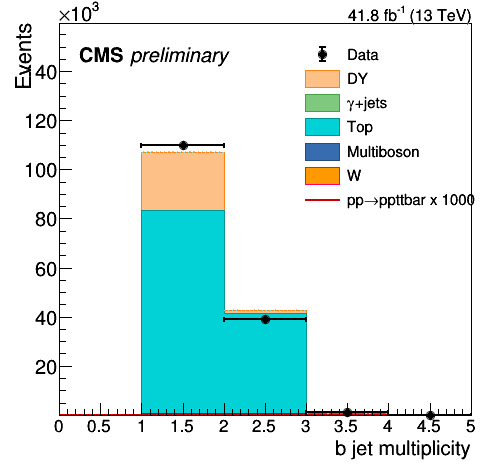 ×10³ 41.8 fb⁻¹ (13 TeV)
Events
CMS preliminary
Data
DY
γ+jets
Top
Multiboson
W
pp→ppttbar x 1000
140
120
100
80
60
40
20
0 0.5 1 1.5 2 2.5 3 3.5 4 4.5 5
b jet multiplicity